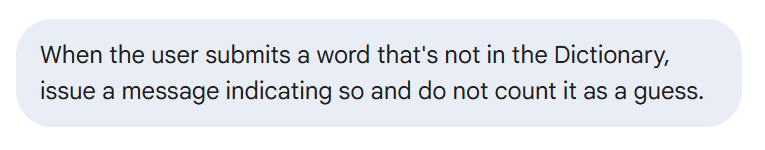 When the user submits a word that's not in the Dictionary,
issue a message indicating so and do not count it as a guess.